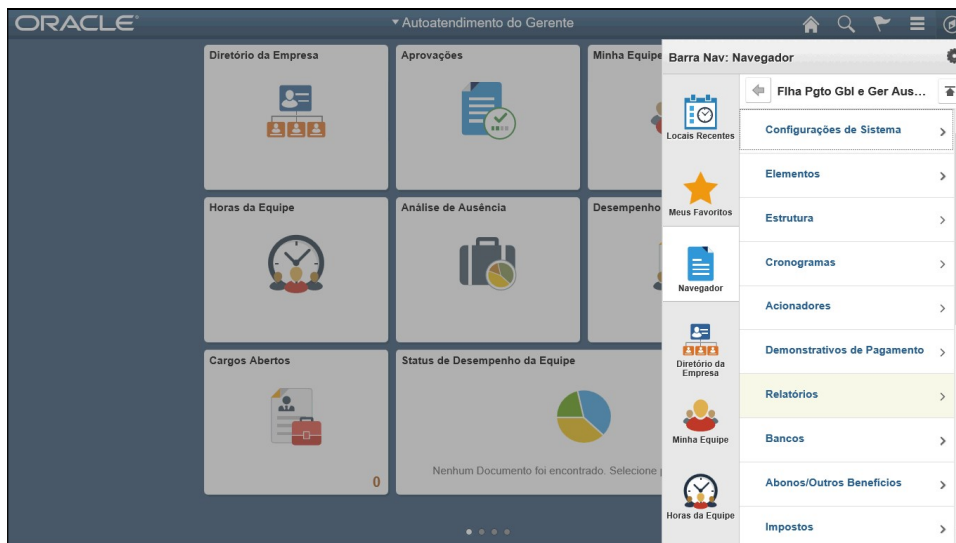 ORACLE
Autoatendimento do Gerente
Diretório da Empresa
Aprovações
Minha Equipe
Horas da Equipe
Análise de Ausência
Desempenho
Cargos Abertos
0
Status de Desempenho da Equipe
Nenhum Documento foi encontrado. Selecione
Barra Nav: Navegador
Locais Recentes
Meus Favoritos
Navegador
Diretório da
Empresa
Minha Equipe
Horas da Equipe
Flha Pgto Gbl e Ger Aus...
Configurações de Sistema
Elementos
Estrutura
Cronogramas
Acionadores
Demonstrativos de Pagamento
Relatórios
Bancos
Abonos/Outros Benefícios
Impostos